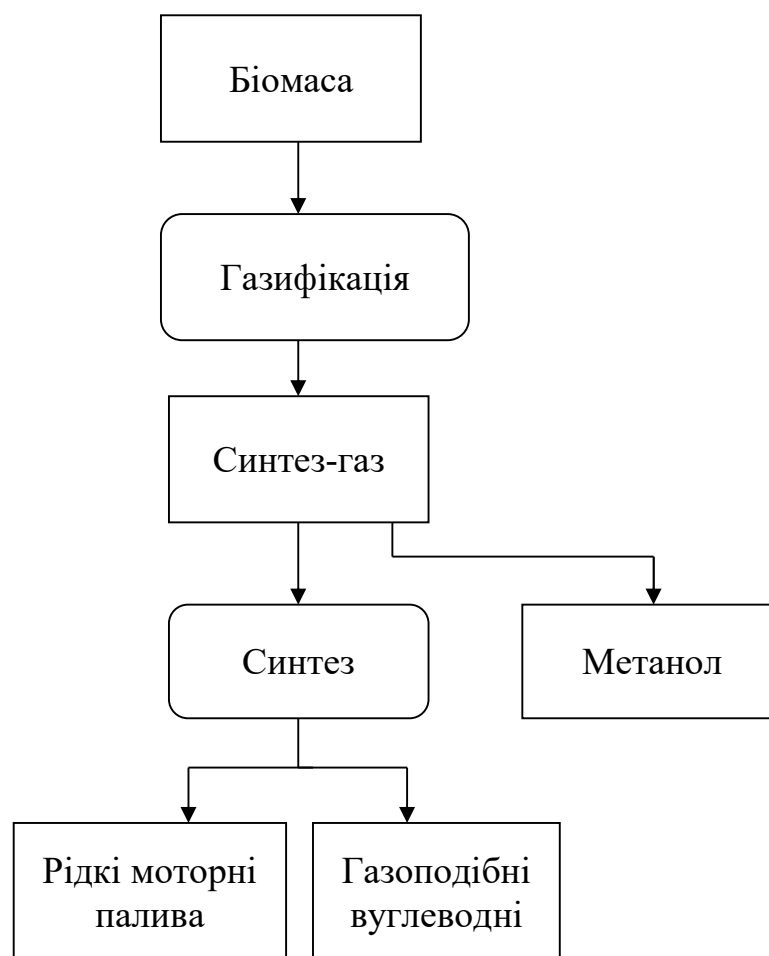 Біомаса
Газифікація
Синтез-газ
Синтез
Метанол
Рідкі моторні
палива
Газоподібні
вуглеводні